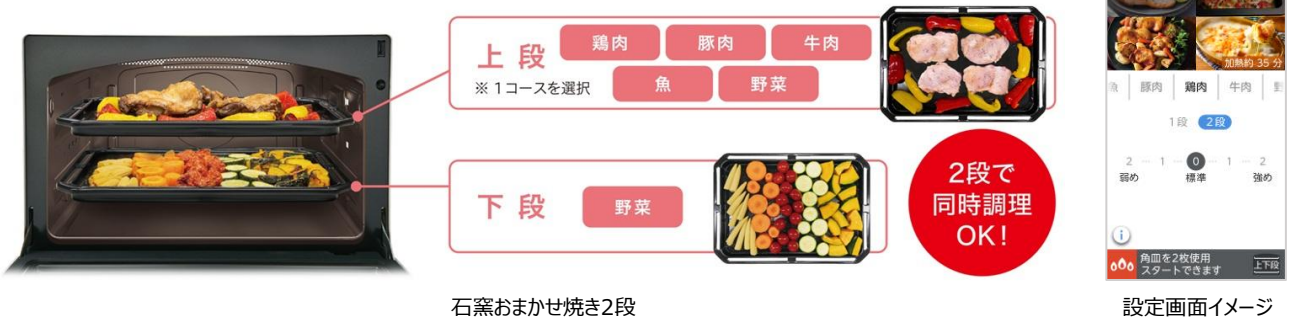 上段
※1コースを選択
鶏肉
豚肉
牛肉
魚
野菜
下段
野菜
2段で
同時調理
OK!
石窯おまかせ焼き2段
加熱約 35 分
魚 豚肉 鶏肉 牛肉
1段 2段
2 1 0 1 2
弱め 標準 強め
i
角皿を2枚使用
スタートできます
上下段
設定画面イメージ